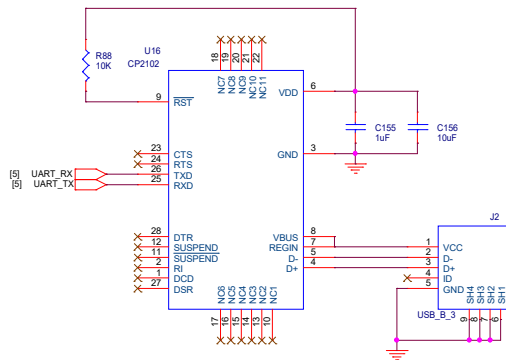 R88
10K
U16
CP2102
18
19
20
21
22
NC7
NC8
NC9
NC10
NC11
9
RST
VDD
6
C155
1uF
C156
10uF
GND
3
23
CTS
24
RTS
[5] UART_RX
26
TXD
[5] UART_TX
25
RXD
28
DTR
12
SUSPEND
11
SUSPEND
2
RI
1
DCD
27
DSR
VBUS
8
REGIN
7
D-
5
D+
4
NC6
NC5
NC4
NC3
NC2
NC1
17
16
15
14
13
10
J2
1
VCC
2
D-
3
D+
4
ID
5
GND
SH4
SH3
SH2
SH1
9
8
7
6
USB_B_3